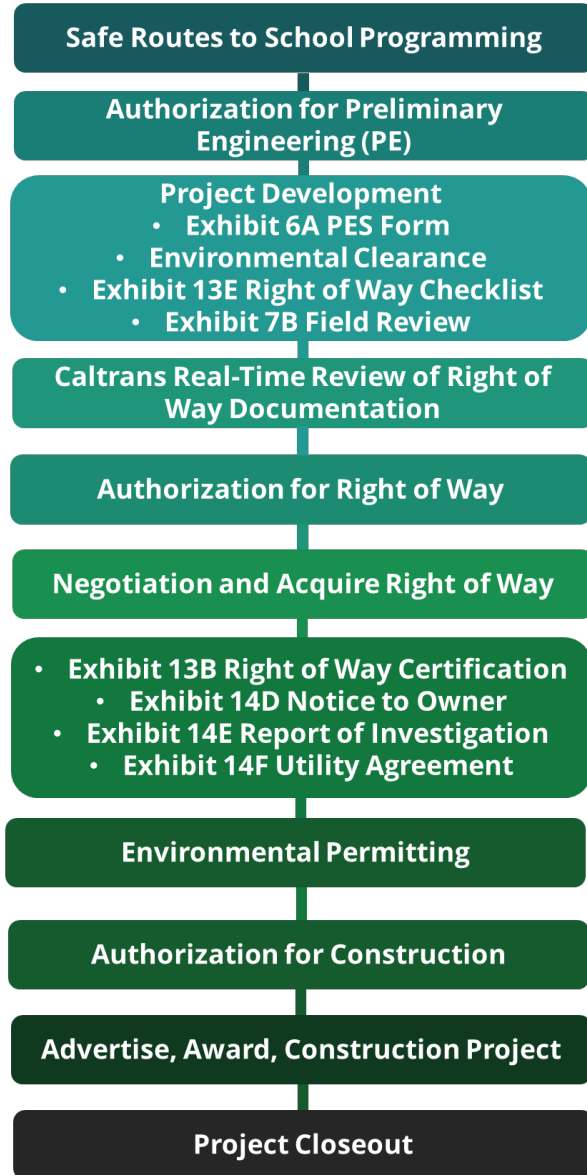 Safe Routes to School Programming
Authorization for Preliminary
Engineering (PE)
Project Development
• Exhibit 6A PES Form
• Environmental Clearance
• Exhibit 13E Right of Way Checklist
• Exhibit 7B Field Review
Caltrans Real-Time Review of Right of
Way Documentation
Authorization for Right of Way
Negotiation and Acquire Right of Way
• Exhibit 13B Right of Way Certification
• Exhibit 14D Notice to Owner
• Exhibit 14E Report of Investigation
• Exhibit 14F Utility Agreement
Environmental Permitting
Authorization for Construction
Advertise, Award, Construction Project
Project Closeout